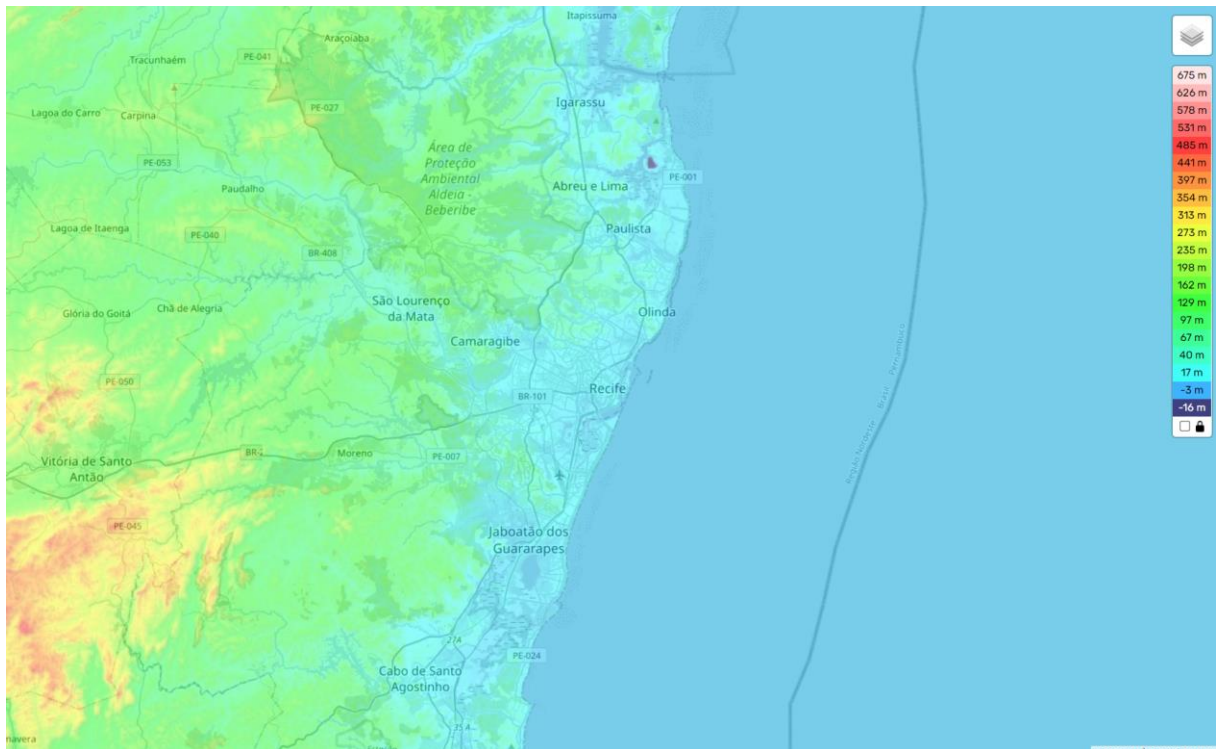 Itapissuma
Araçoiaba
PE-041
Tracunhaém
PE-027
Igarassu
Lagoa do Carro
Carpina
Área de
Proteção
Ambiental
Aldeia -
Beberibe
PE-053
PE-001
Abreu e Lima
Paudalho
Paulista
Lagoa de Itaenga
PE-040
BR-408
São Lourenço
da Mata
Chã de Alegria
Glória do Goitá
Olinda
Camaragibe
PE-050
Recife
BR-101
Moreno
PE-007
Vitória de Santo
Antão
PE-045
Jaboatão dos
Guararapes
27A
PE-024
Cabo de Santo
Agostinho
675 m
626 m
578 m
531 m
485 m
441 m
397 m
354 m
313 m
273 m
235 m
198 m
162 m
129 m
97 m
67 m
40 m
17 m
-3 m
-16 m